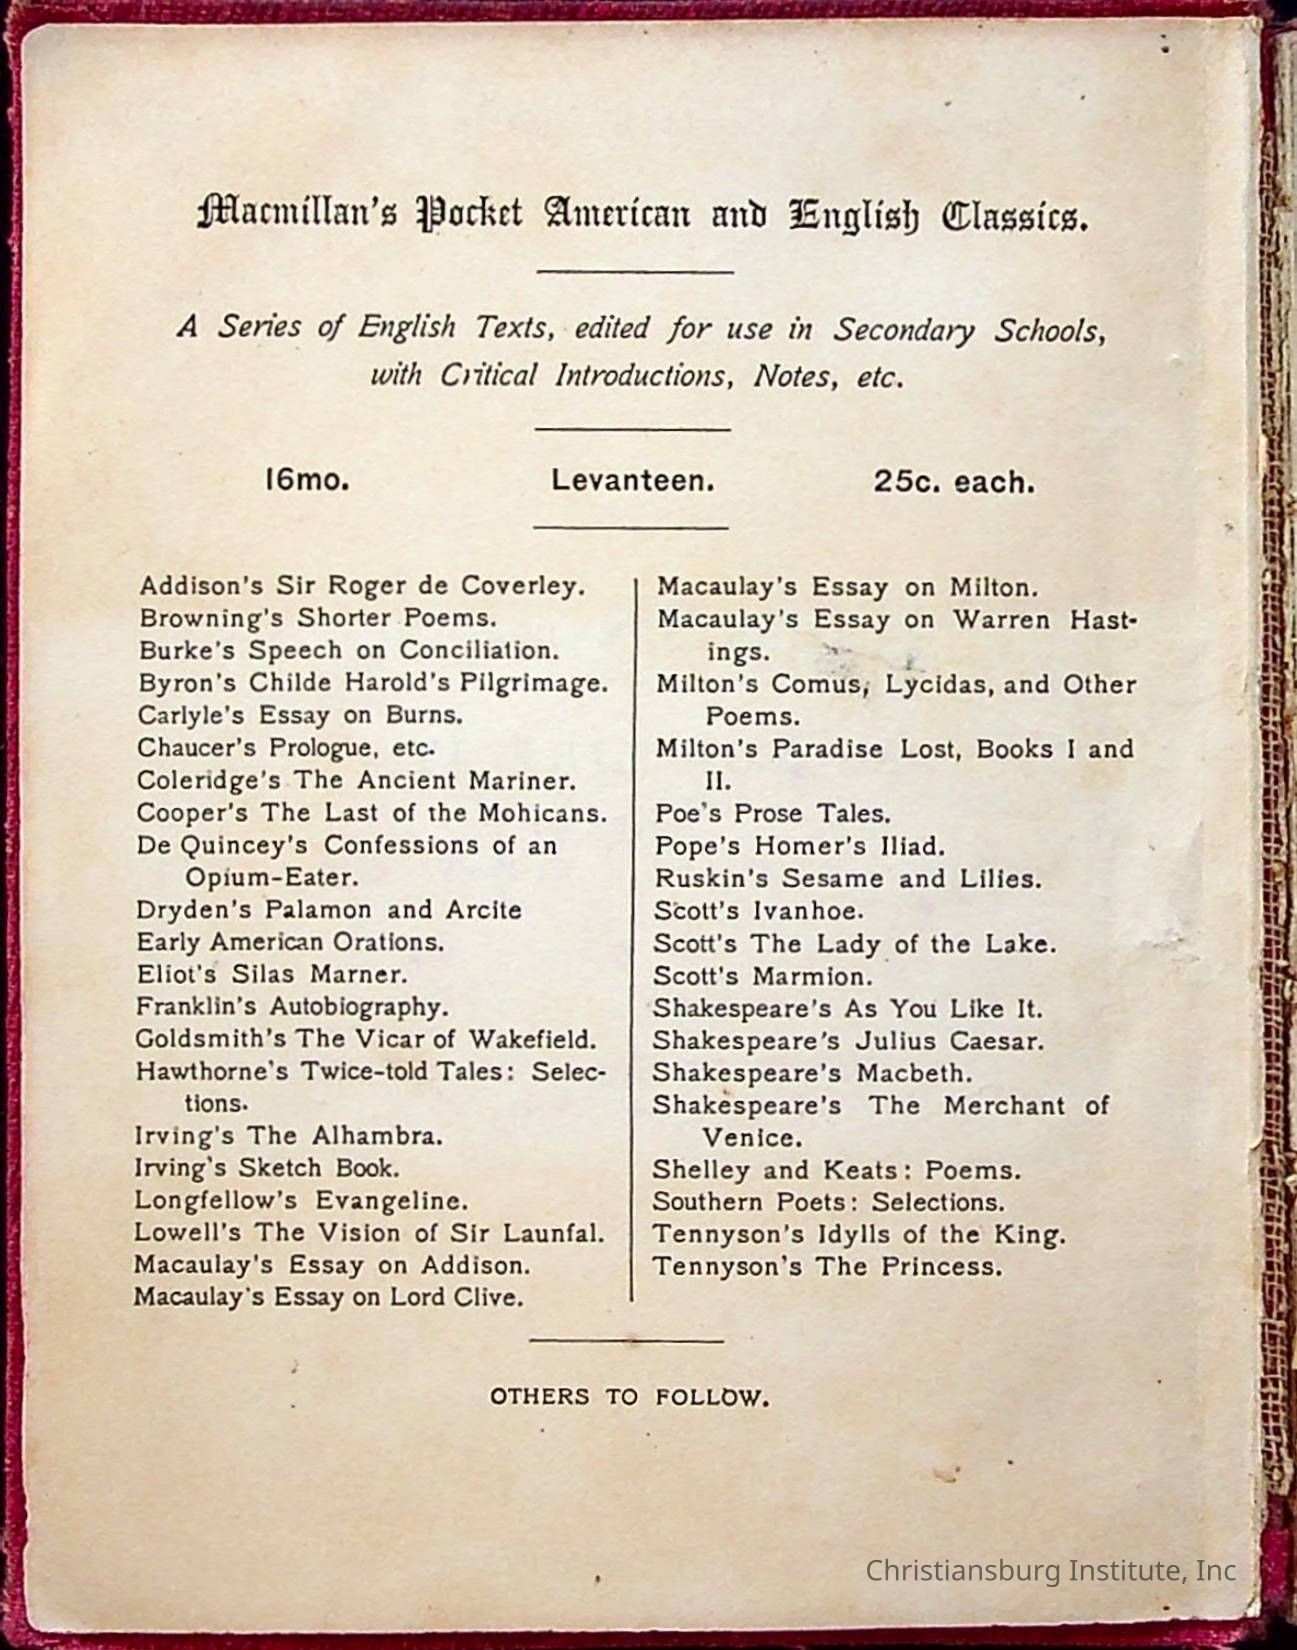 Macmillan's Pocket American and English Classics.
A Series of English Texts, edited for use in Secondary Schools,
with Critical Introductions, Notes, etc.
16mo. Levanteen. 25c. each.
Addison's Sir Roger de Coverley.
Browning's Shorter Poems.
Burke's Speech on Conciliation.
Byron's Childe Harold's Pilgrimage.
Carlyle's Essay on Burns.
Chaucer's Prologue, etc.
Coleridge's The Ancient Mariner.
Cooper's The Last of the Mohicans.
De Quincey's Confessions of an
Opium-Eater.
Dryden's Palamon and Arcite
Early American Orations.
Eliot's Silas Marner.
Franklin's Autobiography.
Goldsmith's The Vicar of Wakefield.
Hawthorne's Twice-told Tales: Selec-
tions.
Irving's The Alhambra.
Irving's Sketch Book.
Longfellow's Evangeline.
Lowell's The Vision of Sir Launfal.
Macaulay's Essay on Addison.
Macaulay's Essay on Lord Clive.
Macaulay's Essay on Milton.
Macaulay's Essay on Warren Hast-
ings.
Milton's Comus, Lycidas, and Other
Poems.
Milton's Paradise Lost, Books I and
II.
Poe's Prose Tales.
Pope's Homer's Iliad.
Ruskin's Sesame and Lilies.
Scott's Ivanhoe.
Scott's The Lady of the Lake.
Scott's Marmion.
Shakespeare's As You Like It.
Shakespeare's Julius Caesar.
Shakespeare's Macbeth.
Shakespeare's The Merchant of
Venice.
Shelley and Keats: Poems.
Southern Poets: Selections.
Tennyson's Idylls of the King.
Tennyson's The Princess.
OTHERS TO FOLLOW.
Christiansburg Institute, Inc